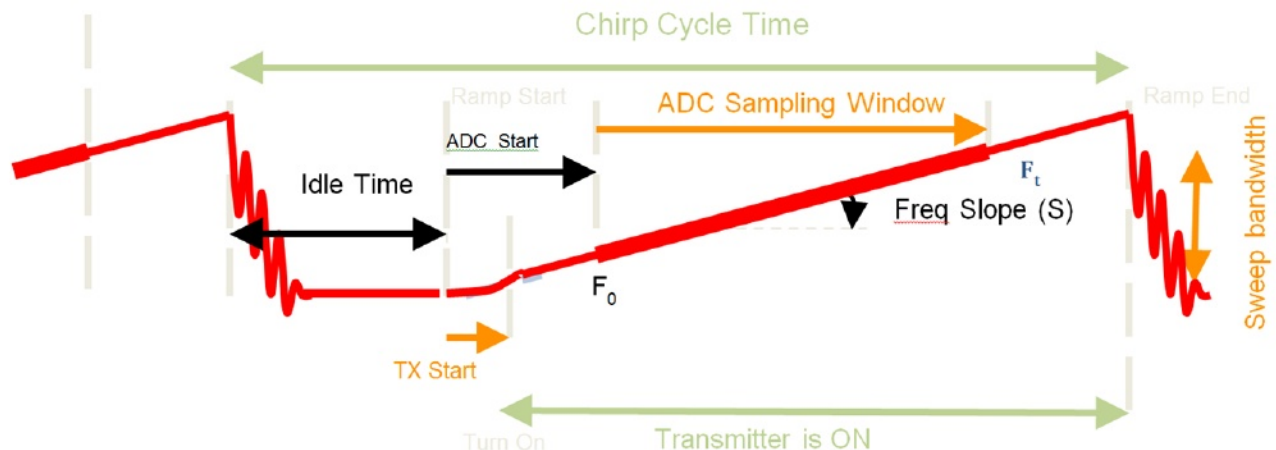 Chirp Cycle Time
Ramp Start
ADC Sampling Window
Ramp End
ADC Start
Idle Time
Ft
Freq Slope (S)
F0
Sweep bandwidth
TX Start
Turn On
Transmitter is ON